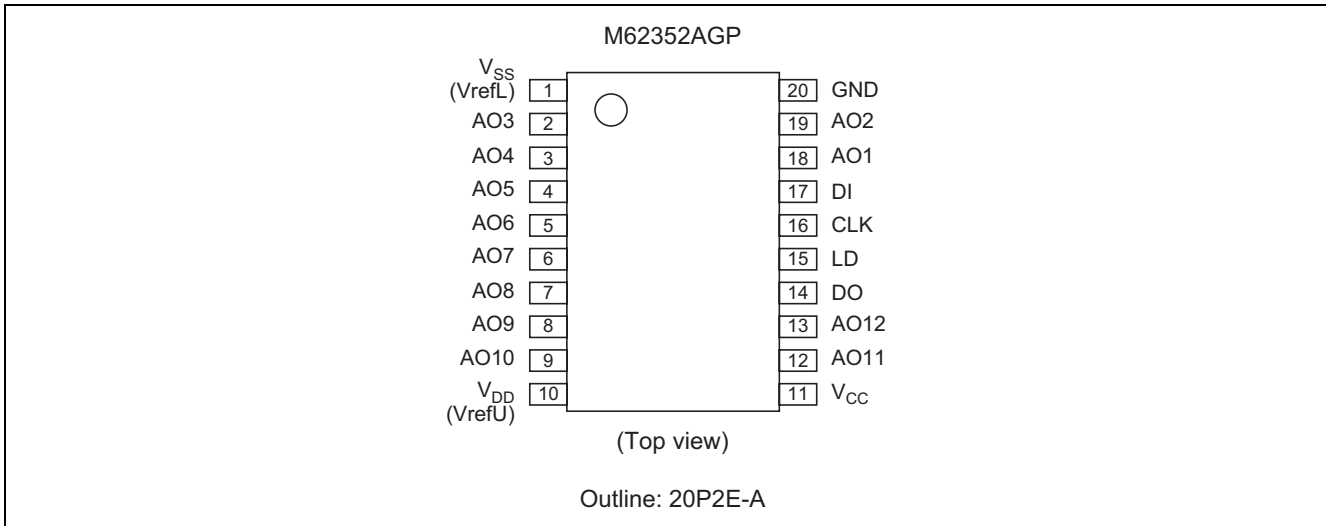 M62352AGP
VSS
(VrefL) 1 20 GND
AO3 2 19 AO2
AO4 3 18 AO1
AO5 4 17 DI
AO6 5 16 CLK
AO7 6 15 LD
AO8 7 14 DO
AO9 8 13 AO12
AO10 9 12 AO11
VDD 10 11 VCC
(VrefU)
(Top view)
Outline: 20P2E-A